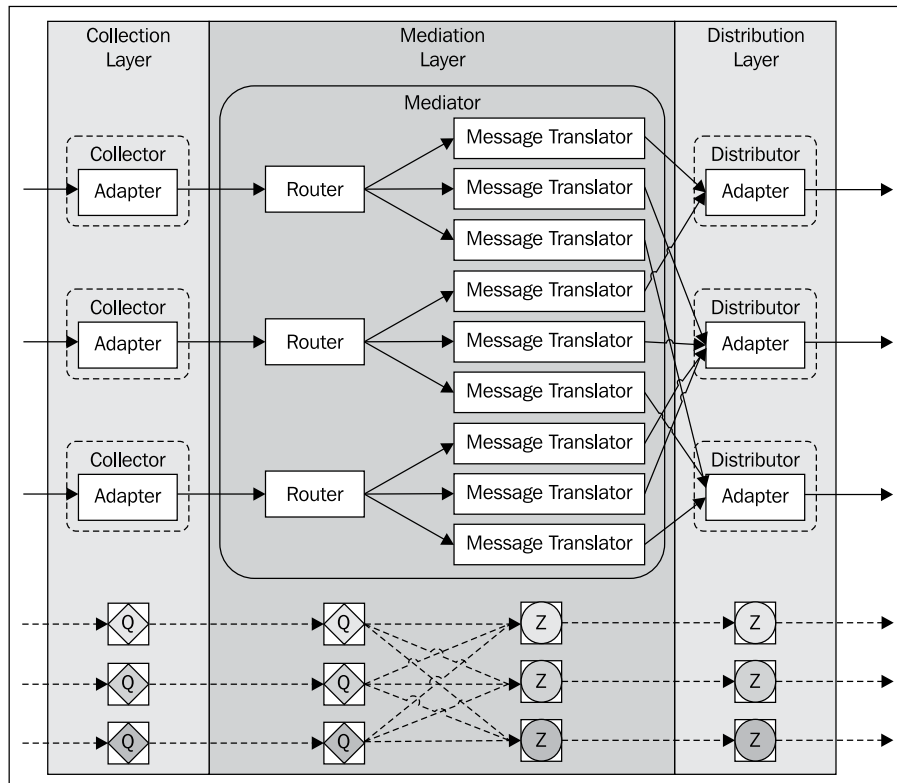 Collection
Layer
Mediation
Layer
Distribution
Layer
Mediator
Collector
Adapter
Router
Message Translator
Message Translator
Message Translator
Distributor
Adapter
Collector
Adapter
Router
Message Translator
Message Translator
Message Translator
Distributor
Adapter
Collector
Adapter
Router
Message Translator
Message Translator
Message Translator
Distributor
Adapter
Q
Q
Z
Z
Q
Q
Z
Z
Q
Q
Z
Z